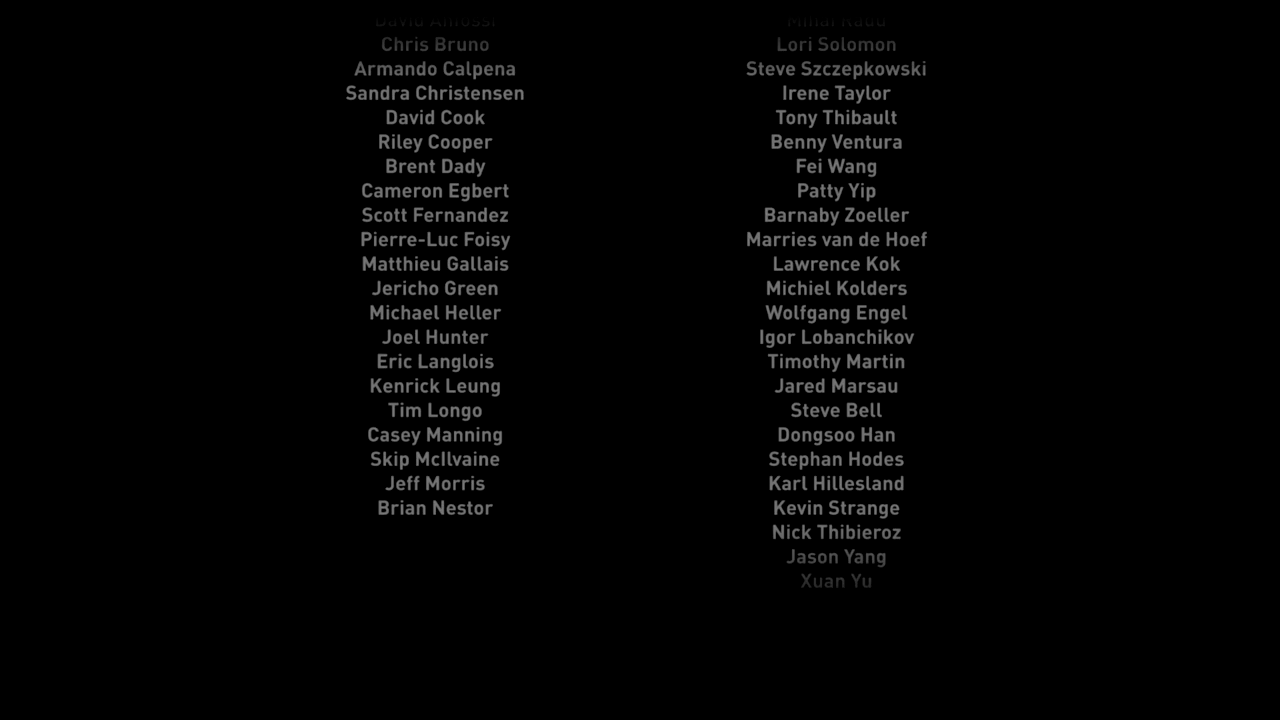 Chris Bruno
Armando Calpena
Sandra Christensen
David Cook
Riley Cooper
Brent Dady
Cameron Egbert
Scott Fernandez
Pierre-Luc Foisy
Matthieu Gallais
Jericho Green
Michael Heller
Joel Hunter
Eric Langlois
Kenrick Leung
Tim Longo
Casey Manning
Skip McIlvaine
Jeff Morris
Brian Nestor
Lori Solomon
Steve Szczepkowski
Irene Taylor
Tony Thibault
Benny Ventura
Fei Wang
Patty Yip
Barnaby Zoeller
Marries van de Hoef
Lawrence Kok
Michiel Kolders
Wolfgang Engel
Igor Lobanchikov
Timothy Martin
Jared Marsau
Steve Bell
Dongsoo Han
Stephan Hodes
Karl Hillesland
Kevin Strange
Nick Thibieroz
Jason Yang
Xuan Yu